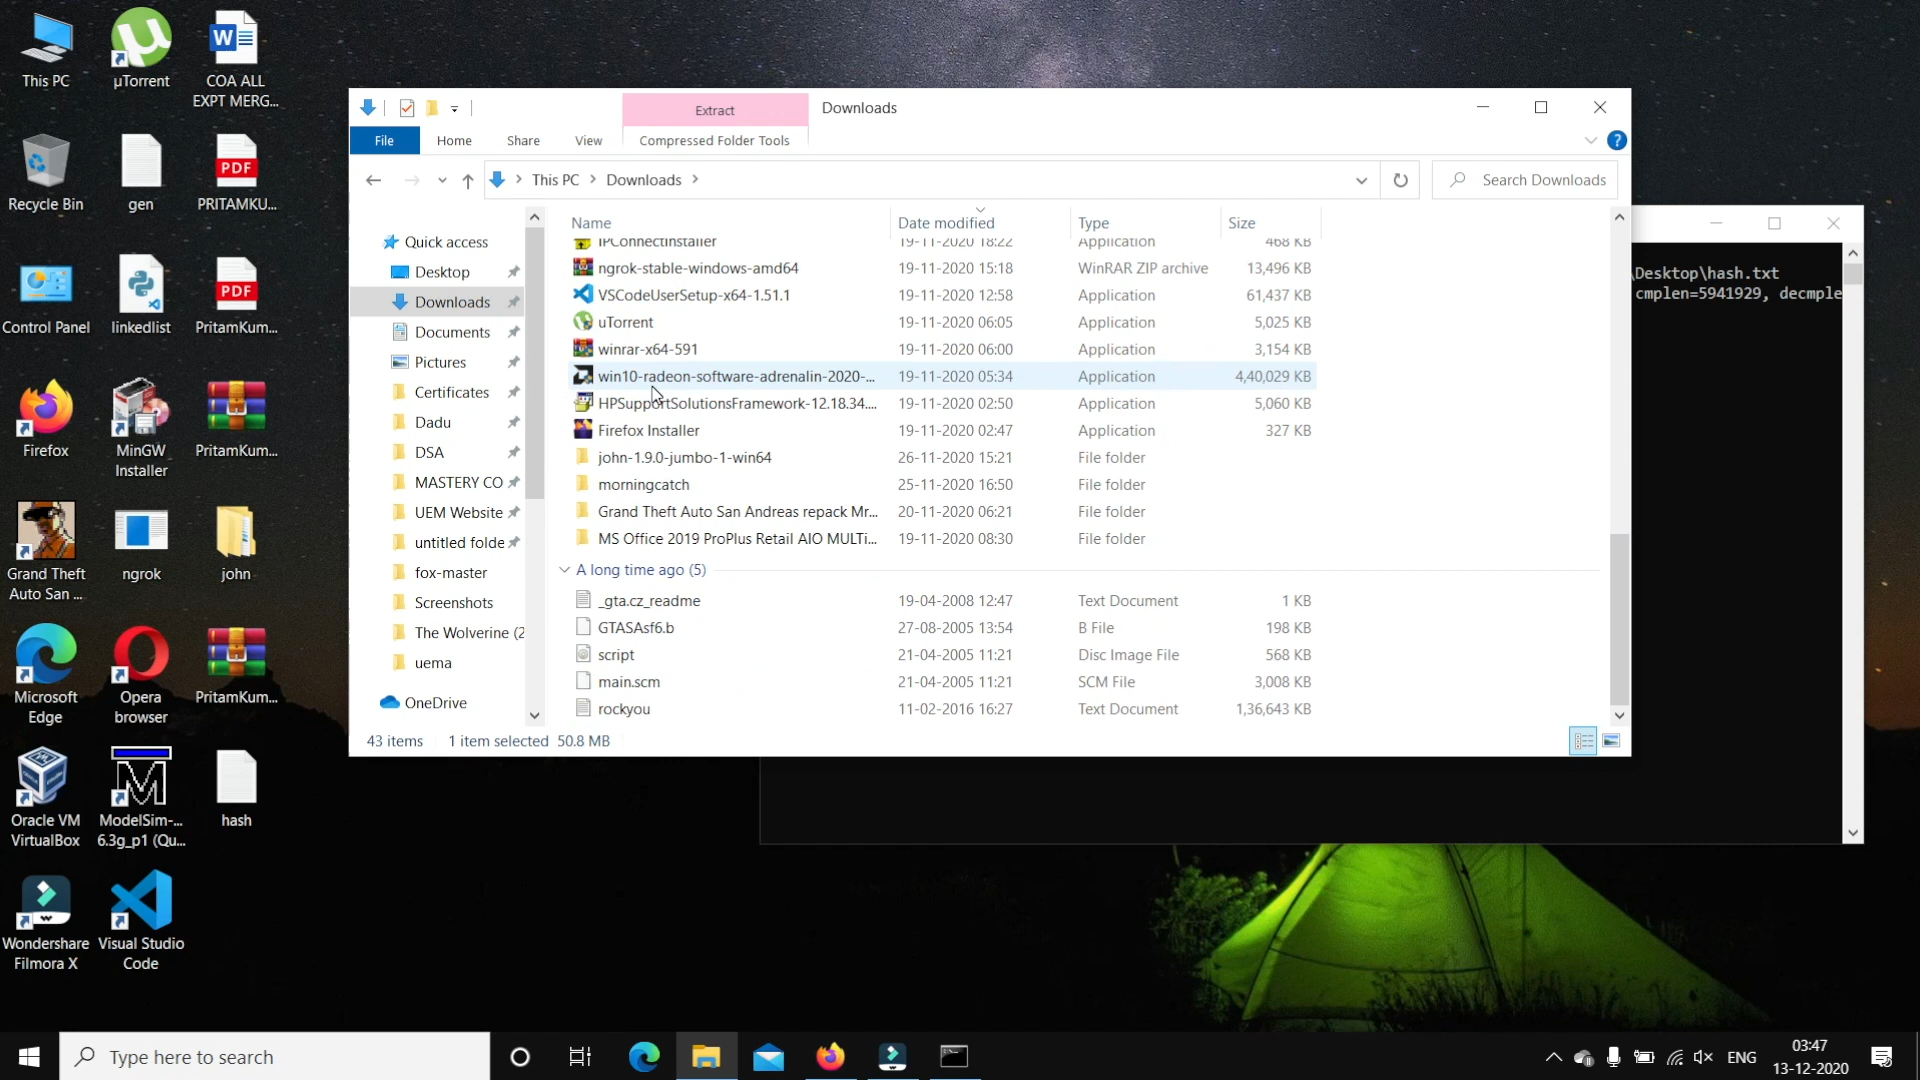 This PC
µTorrent
COA ALL
EXPT MERG...
Recycle Bin
gen
PDF
PRITAMKU...
Control Panel
linkedlist
PDF
PritamKum...
Firefox
MinGW
Installer
PritamKum...
Grand Theft
Auto San ...
ngrok
john
Microsoft
Edge
Opera
browser
PritamKum...
Oracle VM
VirtualBox
ModelSim-...
6.3g_p1 (Qu...
hash
Wondershare
Filmora X
Visual Studio
Code
Extract
Downloads
File
Home
Share
View
Compressed Folder Tools
This PC
Downloads
Search Downloads
Quick access
Desktop
Downloads
Documents
Pictures
Certificates
Dadu
DSA
MASTERY CO
UEM Website
untitled folde
fox-master
Screenshots
The Wolverine (2
uema
OneDrive
Name Date modified Type Size
IPConnectInstaller 19-11-2020 18:22 Application 468 KB
ngrok-stable-windows-amd64 19-11-2020 15:18 WinRAR ZIP archive 13,496 KB
VSCodeUserSetup-x64-1.51.1 19-11-2020 12:58 Application 61,437 KB
uTorrent 19-11-2020 06:05 Application 5,025 KB
winrar-x64-591 19-11-2020 06:00 Application 3,154 KB
win10-radeon-software-adrenalin-2020-... 19-11-2020 05:34 Application 4,40,029 KB
HPSupportSolutionsFramework-12.18.34.... 19-11-2020 02:50 Application 5,060 KB
Firefox Installer 19-11-2020 02:47 Application 327 KB
john-1.9.0-jumbo-1-win64 26-11-2020 15:21 File folder
morningcatch 25-11-2020 16:50 File folder
Grand Theft Auto San Andreas repack Mr... 20-11-2020 06:21 File folder
MS Office 2019 ProPlus Retail AIO MULTi... 19-11-2020 08:30 File folder
A long time ago (5)
_gta.cz_readme 19-04-2008 12:47 Text Document 1 KB
GTASAsf6.b 27-08-2005 13:54 B File 198 KB
script 21-04-2005 11:21 Disc Image File 568 KB
main.scm 21-04-2005 11:21 SCM File 3,008 KB
rockyou 11-02-2016 16:27 Text Document 1,36,643 KB
43 items 1 item selected 50.8 MB
\Desktop\hash.txt
cmplen=5941929, decmple
Type here to search
ENG
03:47
13-12-2020